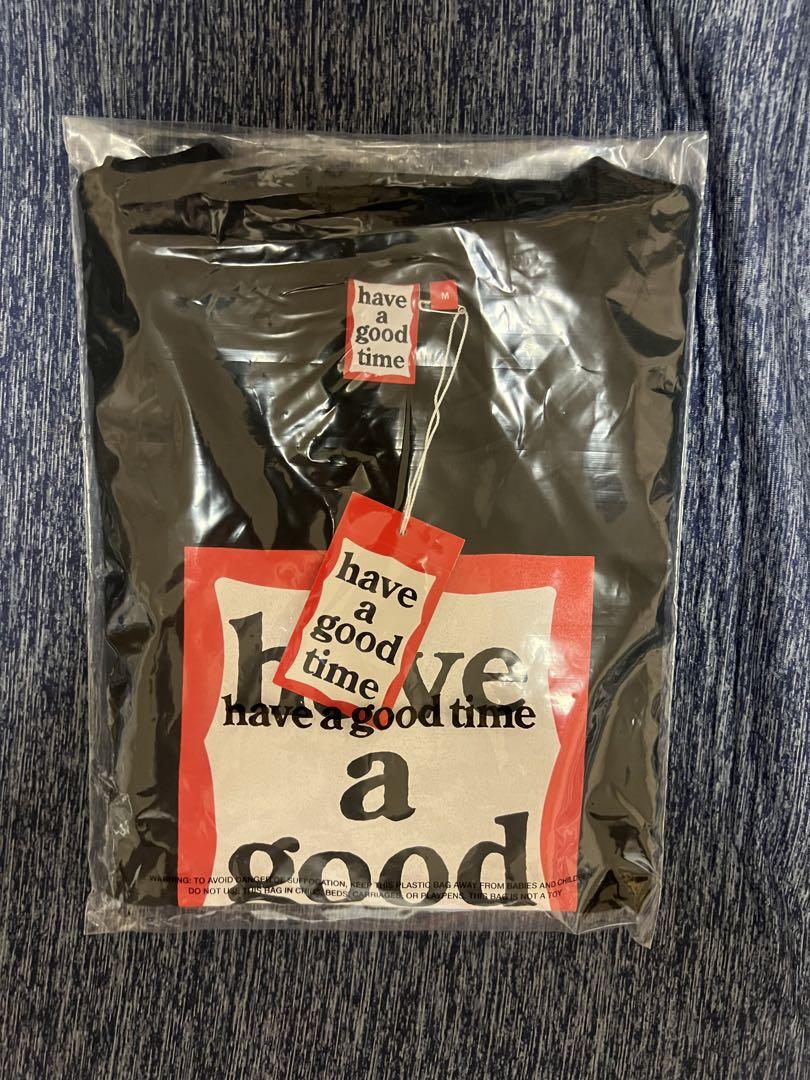 have
a
good
time
M
have
a
good
time
have
have a good time
a
good
WARNING: TO AVOID DANGER OF SUFFOCATION, KEEP THIS PLASTIC BAG AWAY FROM BABIES AND
DO NOT USE THIS BAG IN CRIBS, BEDS, CARRIAGES, OR PLAYPENS. THIS BAG IS NOT A TOY